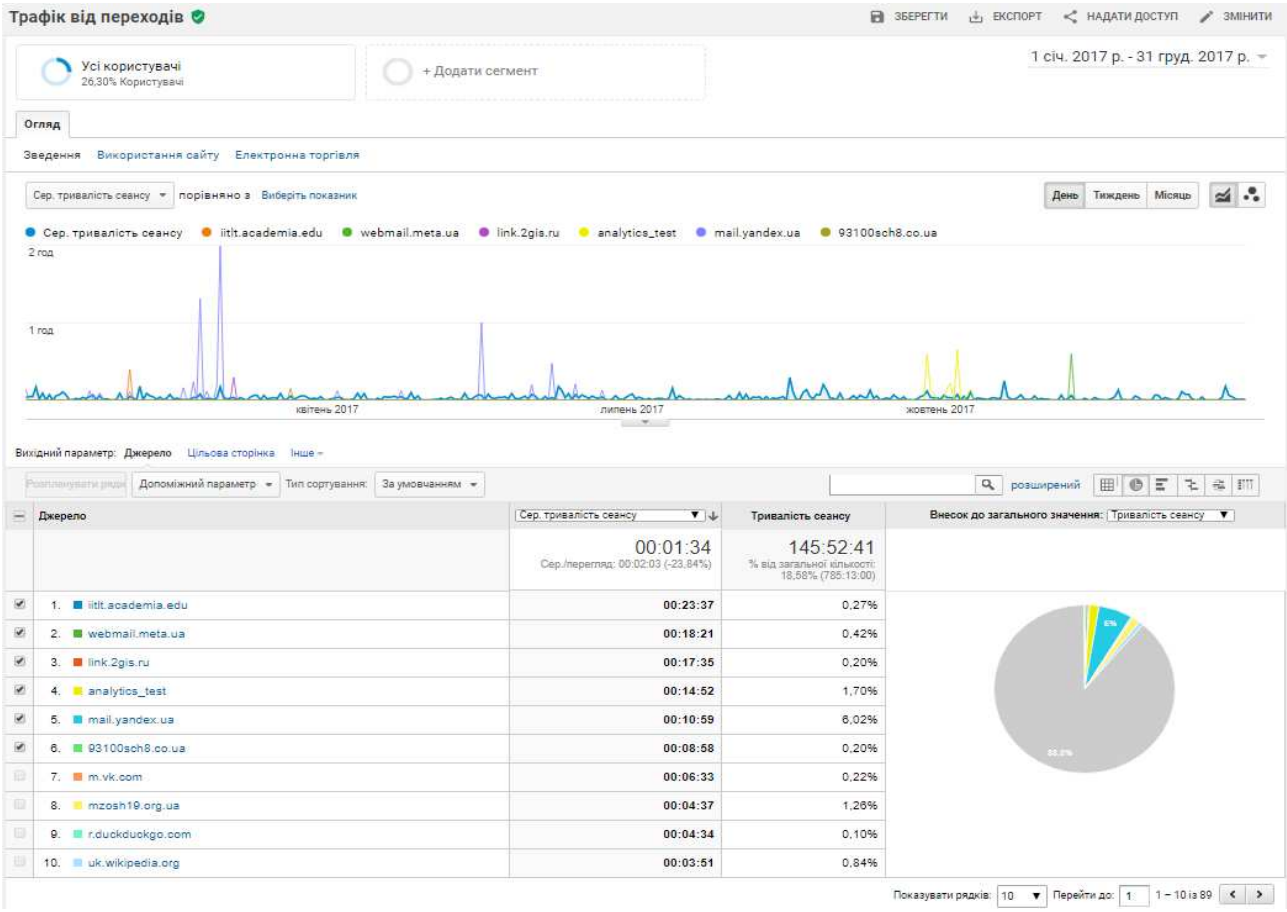 Трафік від переходів
ЗБЕРЕГТИ ЕКСПОРТ НАДАТИ ДОСТУП ЗМІНИТИ
Усі користувачі
26,30% Користувачі
+ Додати сегмент
1 січ. 2017 р. - 31 груд. 2017 р.
Огляд
Зведення Використання сайту Електронна торгівля
Сер. тривалість сеансу порівняно з Виберіть показник
День Тиждень Місяць
Сер. тривалість сеансу iitlt.academia.edu webmail.meta.ua link.2gis.ru analytics_test mail.yandex.ua 93100sch8.co.ua
2 год
1 год
квітень 2017 липень 2017 жовтень 2017
Вихідний параметр: Джерело Цільова сторінка Інше
Розпланувати ряди Допоміжний параметр Тип сортування: За умовчанням розширений
Джерело Сер. тривалість сеансу Тривалість сеансу Внесок до загального значення: Тривалість сеансу
00:01:34 145:52:41
Сер./перегляд: 00:02:03 (-23,84%) % від загальної кількості:
18,58% (785:13:00)
1. iitlt.academia.edu 00:23:37 0,27%
2. webmail.meta.ua 00:18:21 0,42%
3. link.2gis.ru 00:17:35 0,20%
4. analytics_test 00:14:52 1,70%
5. mail.yandex.ua 00:10:59 6,02%
6. 93100sch8.co.ua 00:08:58 0,20%
7. m.vk.com 00:06:33 0,22%
8. mzosh19.org.ua 00:04:37 1,26%
9. r.duckduckgo.com 00:04:34 0,10%
10. uk.wikipedia.org 00:03:51 0,84%
6%
Показувати рядків: 10 Перейти до: 1 1 – 10 із 89